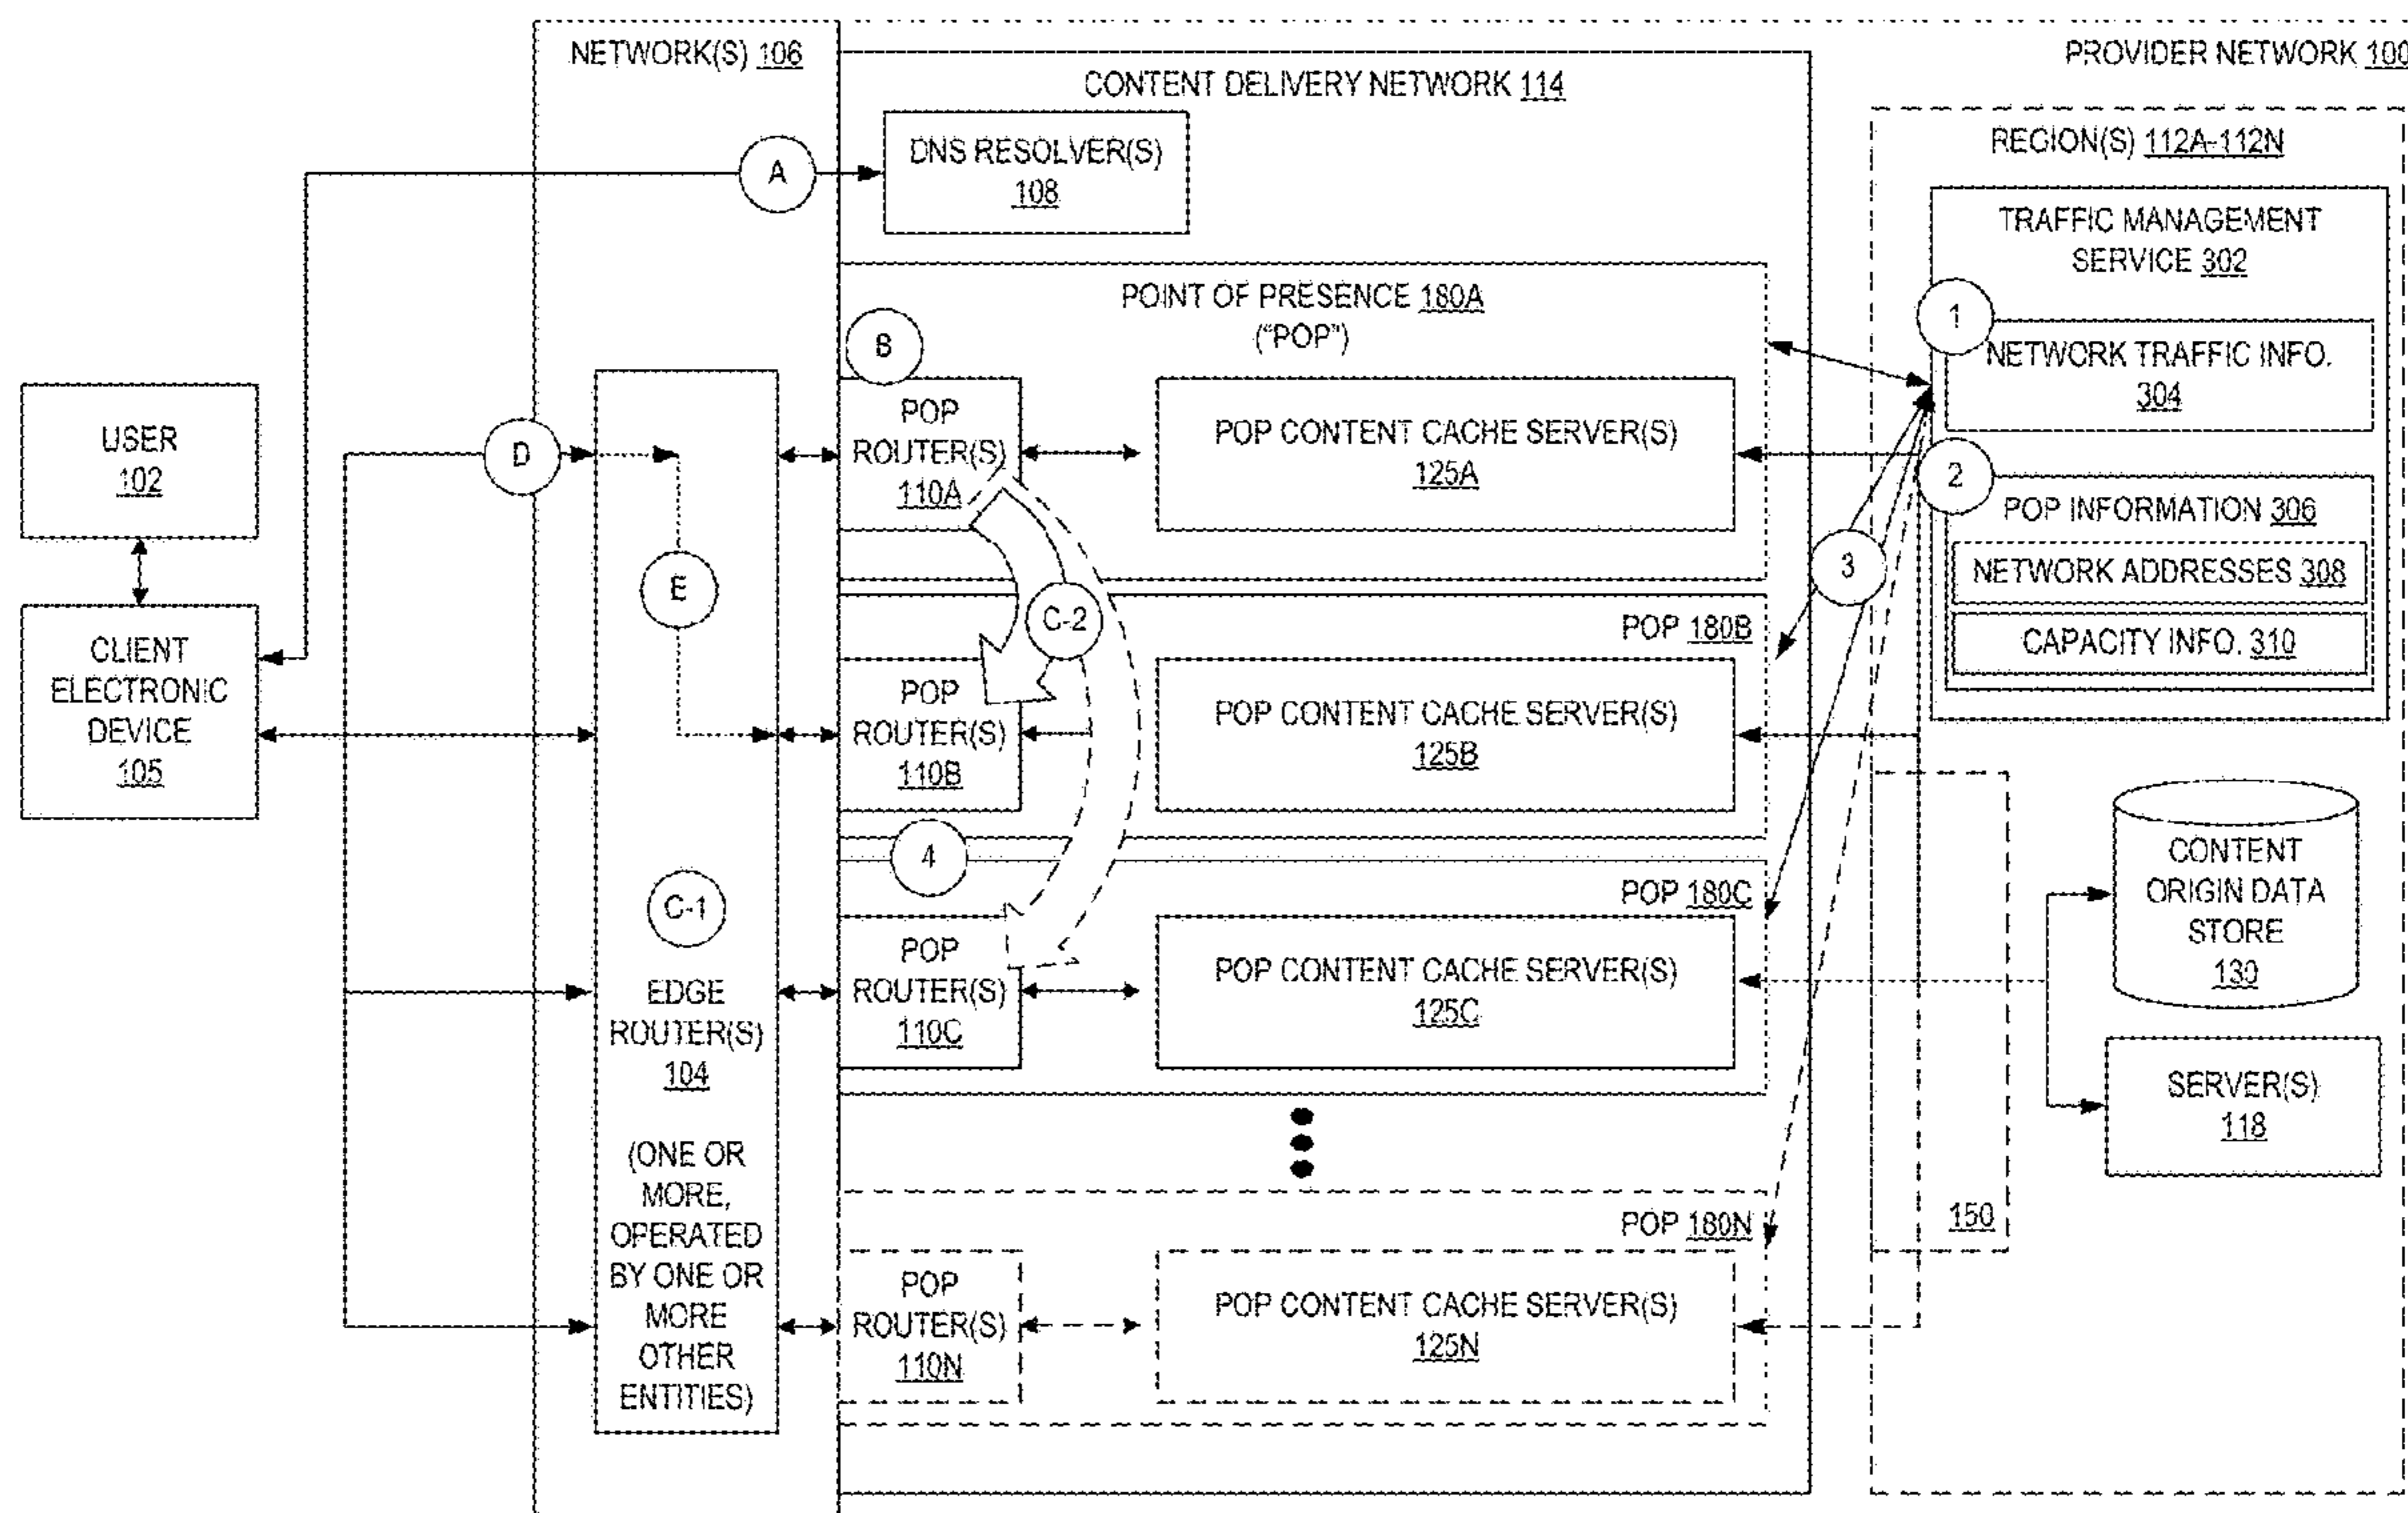 NETWORK(S) 106
PROVIDER NETWORK 100
CONTENT DELIVERY NETWORK 114
REGION(S) 112A-112N
A
DNS RESOLVER(S)
108
TRAFFIC MANAGEMENT
SERVICE 302
1
NETWORK TRAFFIC INFO.
304
2
POP INFORMATION 306
NETWORK ADDRESSES 308
CAPACITY INFO. 310
POINT OF PRESENCE 180A
("POP")
B
POP
ROUTER(S)
110A
POP CONTENT CACHE SERVER(S)
125A
USER
102
D
E
C-2
3
CLIENT
ELECTRONIC
DEVICE
105
POP 180B
POP
ROUTER(S)
110B
POP CONTENT CACHE SERVER(S)
125B
4
C-1
EDGE
ROUTER(S)
104
(ONE OR
MORE,
OPERATED
BY ONE OR
MORE
OTHER
ENTITIES)
POP 180C
POP
ROUTER(S)
110C
POP CONTENT CACHE SERVER(S)
125C
CONTENT
ORIGIN DATA
STORE
130
SERVER(S)
118
150
POP 180N
POP
ROUTER(S)
110N
POP CONTENT CACHE SERVER(S)
125N